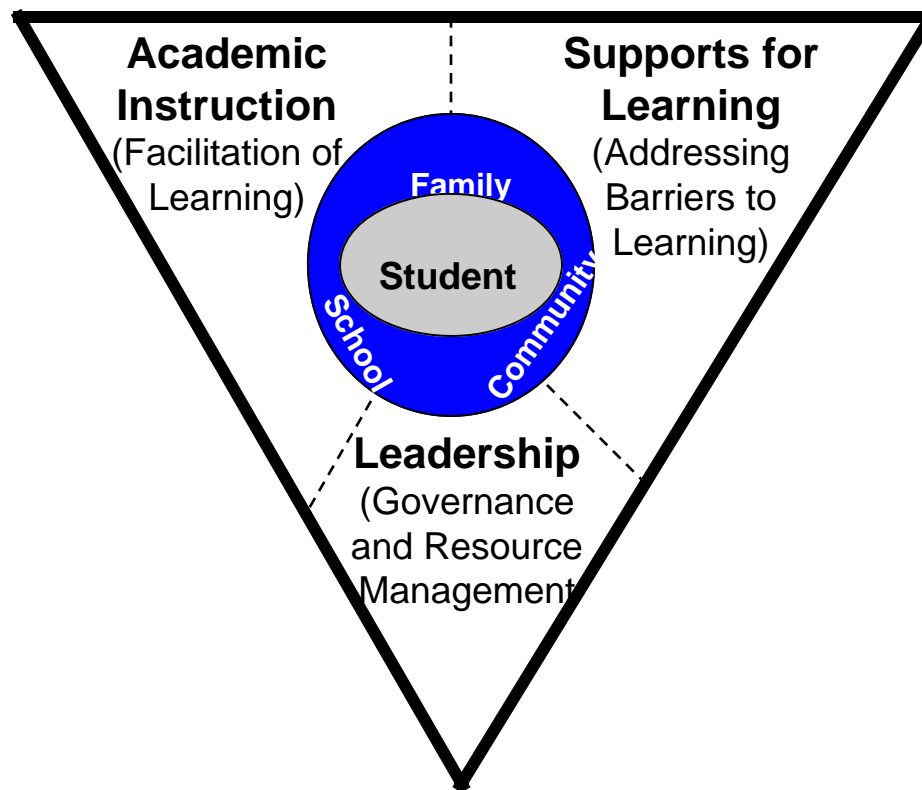 Academic
Instruction
(Facilitation of
Learning)
Supports for
Learning
(Addressing
Barriers to
Learning)
Family
Student
School
Community
Leadership
(Governance
and Resource
Management